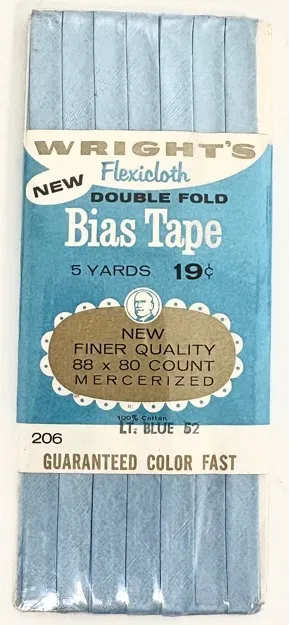 WRIGHT'S
NEW Flexicloth
DOUBLE FOLD
Bias Tape
5 YARDS 19¢
NEW
FINER QUALITY
88 x 80 COUNT
MERCERIZED
100% Cotton
LT. BLUE 52
206
GUARANTEED COLOR FAST